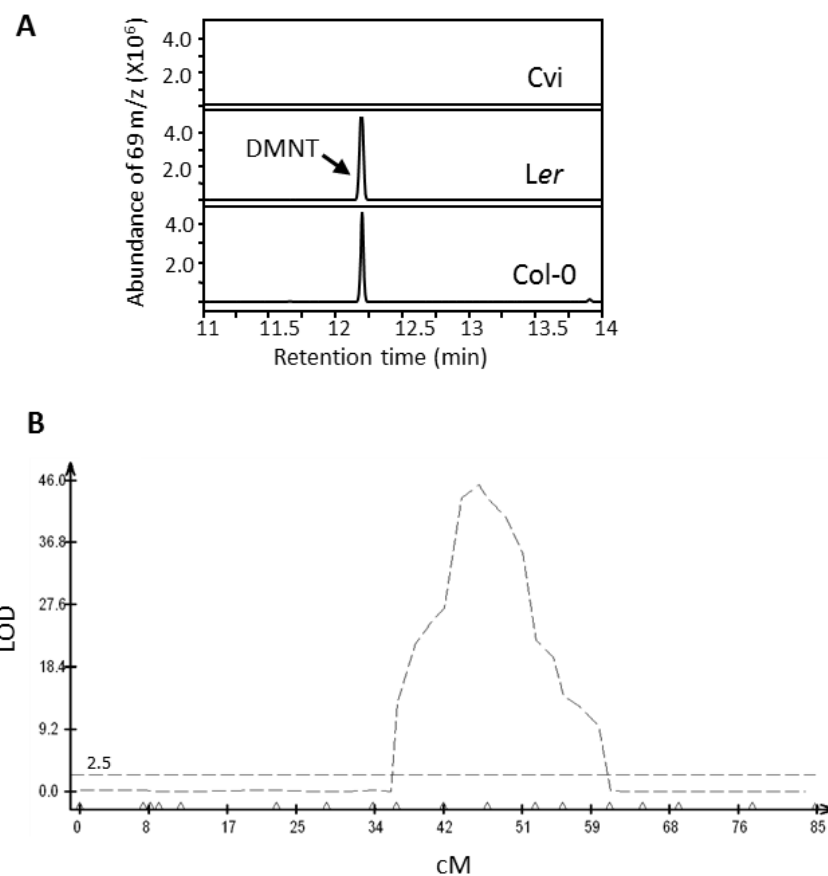 A
Abundance of 69 m/z (X10⁶)
4.0
2.0
Cvi
4.0
2.0
DMNT
Ler
4.0
2.0
Col-0
11 11.5 12 12.5 13 13.5 14
Retention time (min)
B
LOD
46.0
36.8
27.6
18.4
9.2
2.5
0.0
0 8 17 25 34 42 51 59 68 76 85
cM